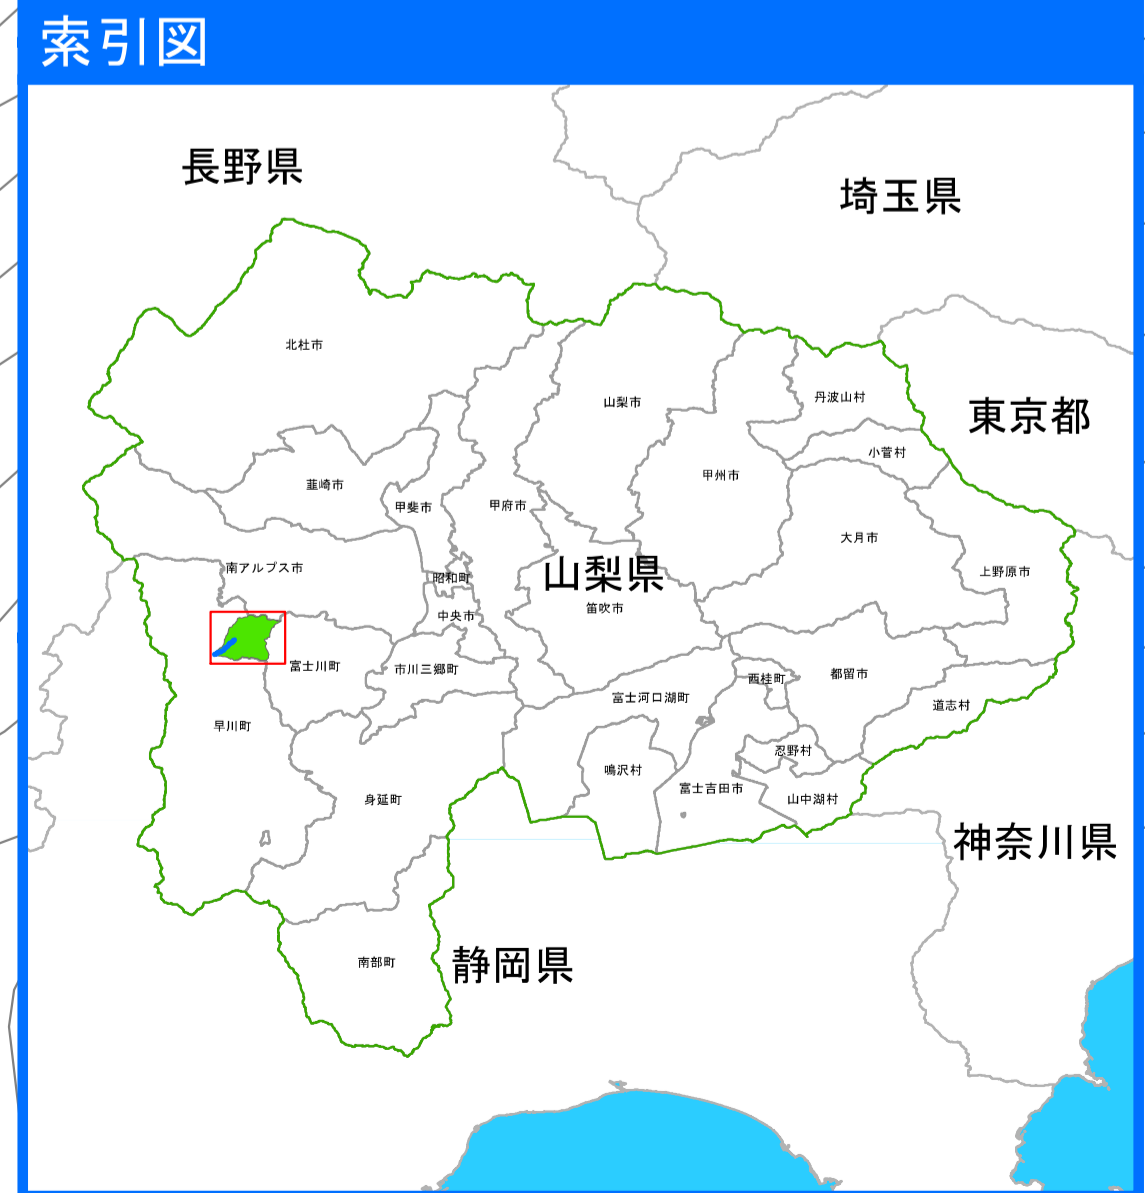 索引図
長野県
埼玉県
北杜市
丹波山村
山梨市
東京都
小菅村
甲州市
韮崎市
甲斐市
甲府市
大月市
南アルプス市
山梨県
上野原市
昭和町
笛吹市
中央市
富士川町
市川三郷町
都留市
西桂町
富士河口湖町
道志村
早川町
忍野村
鳴沢村
富士吉田市
山中湖村
身延町
神奈川県
南部町
静岡県